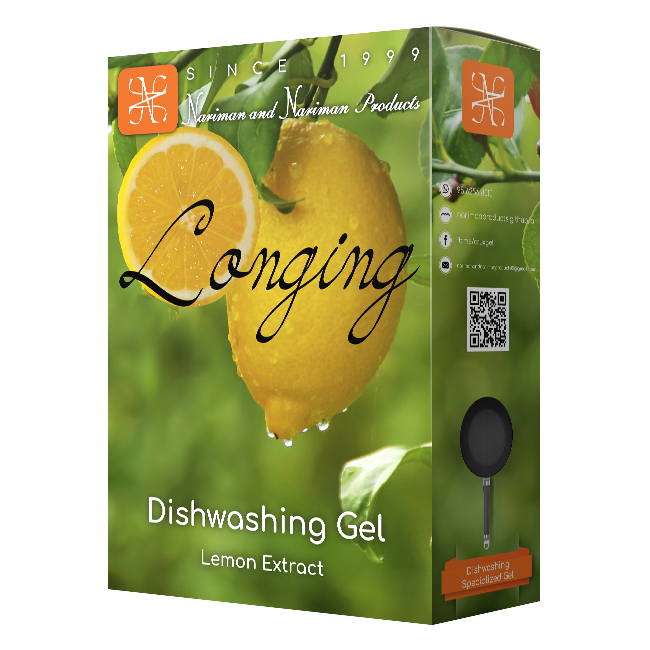 SINCE 1999
Nariman and Nariman Products
Longing
Dishwashing Gel
Lemon Extract
Dishwashing
Specialized Gel